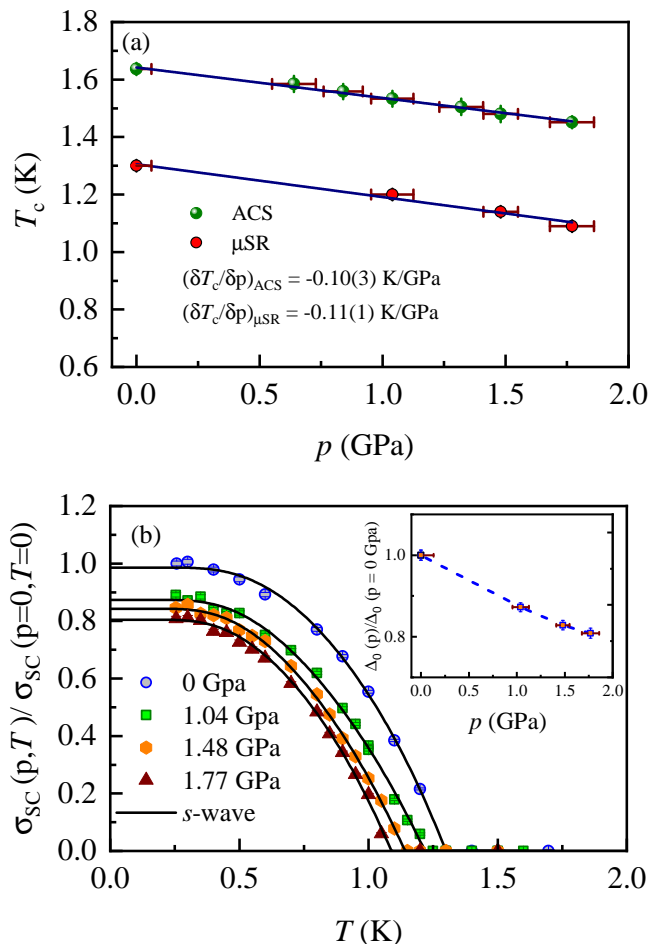 (a)
1.8
1.6
1.4
1.2
1.0
0.8
0.6
T_c (K)
ACS
μSR
(δT_c/δp)_ACS = -0.10(3) K/GPa
(δT_c/δp)_μSR = -0.11(1) K/GPa
0.0 0.5 1.0 1.5 2.0
p (GPa)
(b)
1.2
1.0
0.8
0.6
0.4
0.2
0.0
σ_SC (p,T)/ σ_SC (p=0,T=0)
0 Gpa
1.04 Gpa
1.48 GPa
1.77 GPa
s-wave
0.0 0.5 1.0 1.5 2.0
T (K)
Δ_0 (p)/Δ_0 (p = 0 Gpa)
1.0
0.8
0.0 0.5 1.0 1.5 2.0
p (GPa)